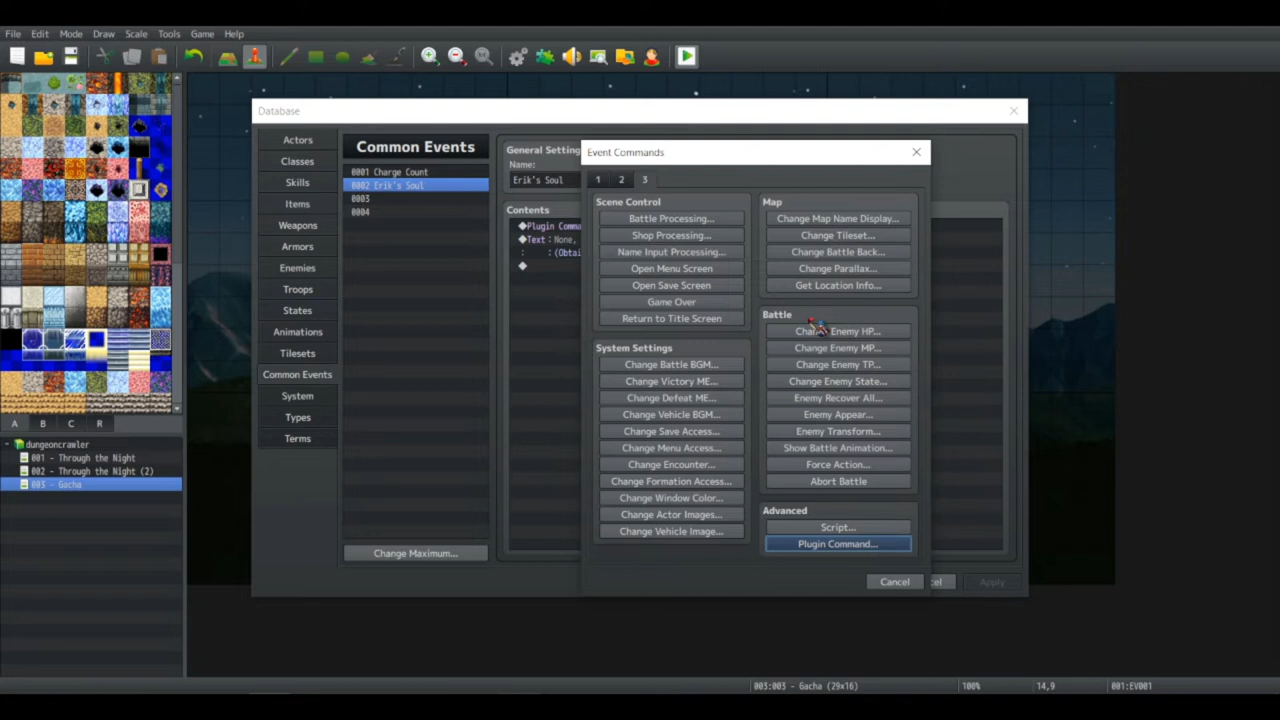 File Edit Mode Draw Scale Tools Game Help
Database
Actors
Classes
Skills
Items
Weapons
Armors
Enemies
Troops
States
Animations
Tilesets
Common Events
System
Types
Terms
Common Events
0001 Charge Count
0002 Erik's Soul
0003
0004
Change Maximum...
General Settin
Name:
Erik's Soul
Contents
◆Plugin Comma
◆Text：None,
: ：(Obtai
◆
Event Commands
1 2 3
Scene Control
Battle Processing...
Shop Processing...
Name Input Processing...
Open Menu Screen
Open Save Screen
Game Over
Return to Title Screen
System Settings
Change Battle BGM...
Change Victory ME...
Change Defeat ME...
Change Vehicle BGM...
Change Save Access...
Change Menu Access...
Change Encounter...
Change Formation Access...
Change Window Color...
Change Actor Images...
Change Vehicle Image...
Map
Change Map Name Display...
Change Tileset...
Change Battle Back...
Change Parallax...
Get Location Info...
Battle
Change Enemy HP...
Change Enemy MP...
Change Enemy TP...
Change Enemy State...
Enemy Recover All...
Enemy Appear...
Enemy Transform...
Show Battle Animation...
Force Action...
Abort Battle
Advanced
Script...
Plugin Command...
Cancel cel Apply
A B C R
dungeoncrawler
001 - Through the Night
002 - Through the Night (2)
003 - Gacha
003:003 - Gacha (29x16) 100% 14,9 001:EV001